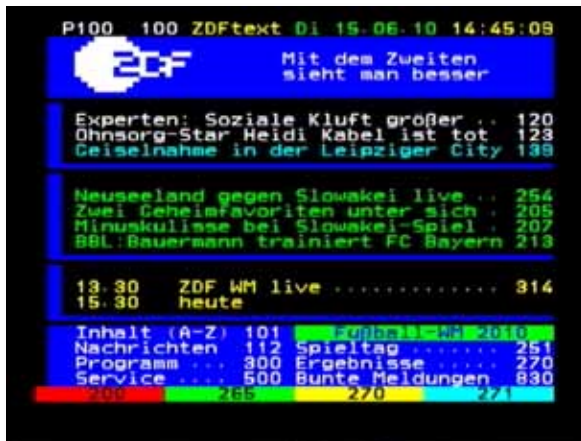 P100 100 ZDFtext Di 15.06.10 14:45:09
ZDF
Mit dem Zweiten
sieht man besser
Experten: Soziale Kluft größer .. 120
Ohnsorg-Star Heidi Kabel ist tot 123
Geiselnahme in der Leipziger City 139
Neuseeland gegen Slowakei live .. 254
Zwei Geheimfavoriten unter sich . 205
Minuskulisse bei Slowakei-Spiel . 207
BBL:Bauermann trainiert FC Bayern 213
13.30 ZDF WM live ............. 314
15.30 heute
Inhalt (A-Z) 101 Fußball-WM 2010
Nachrichten 112 Spieltag ....... 251
Programm ... 300 Ergebnisse ..... 270
Service .... 500 Bunte Meldungen 830
200 265 270 271